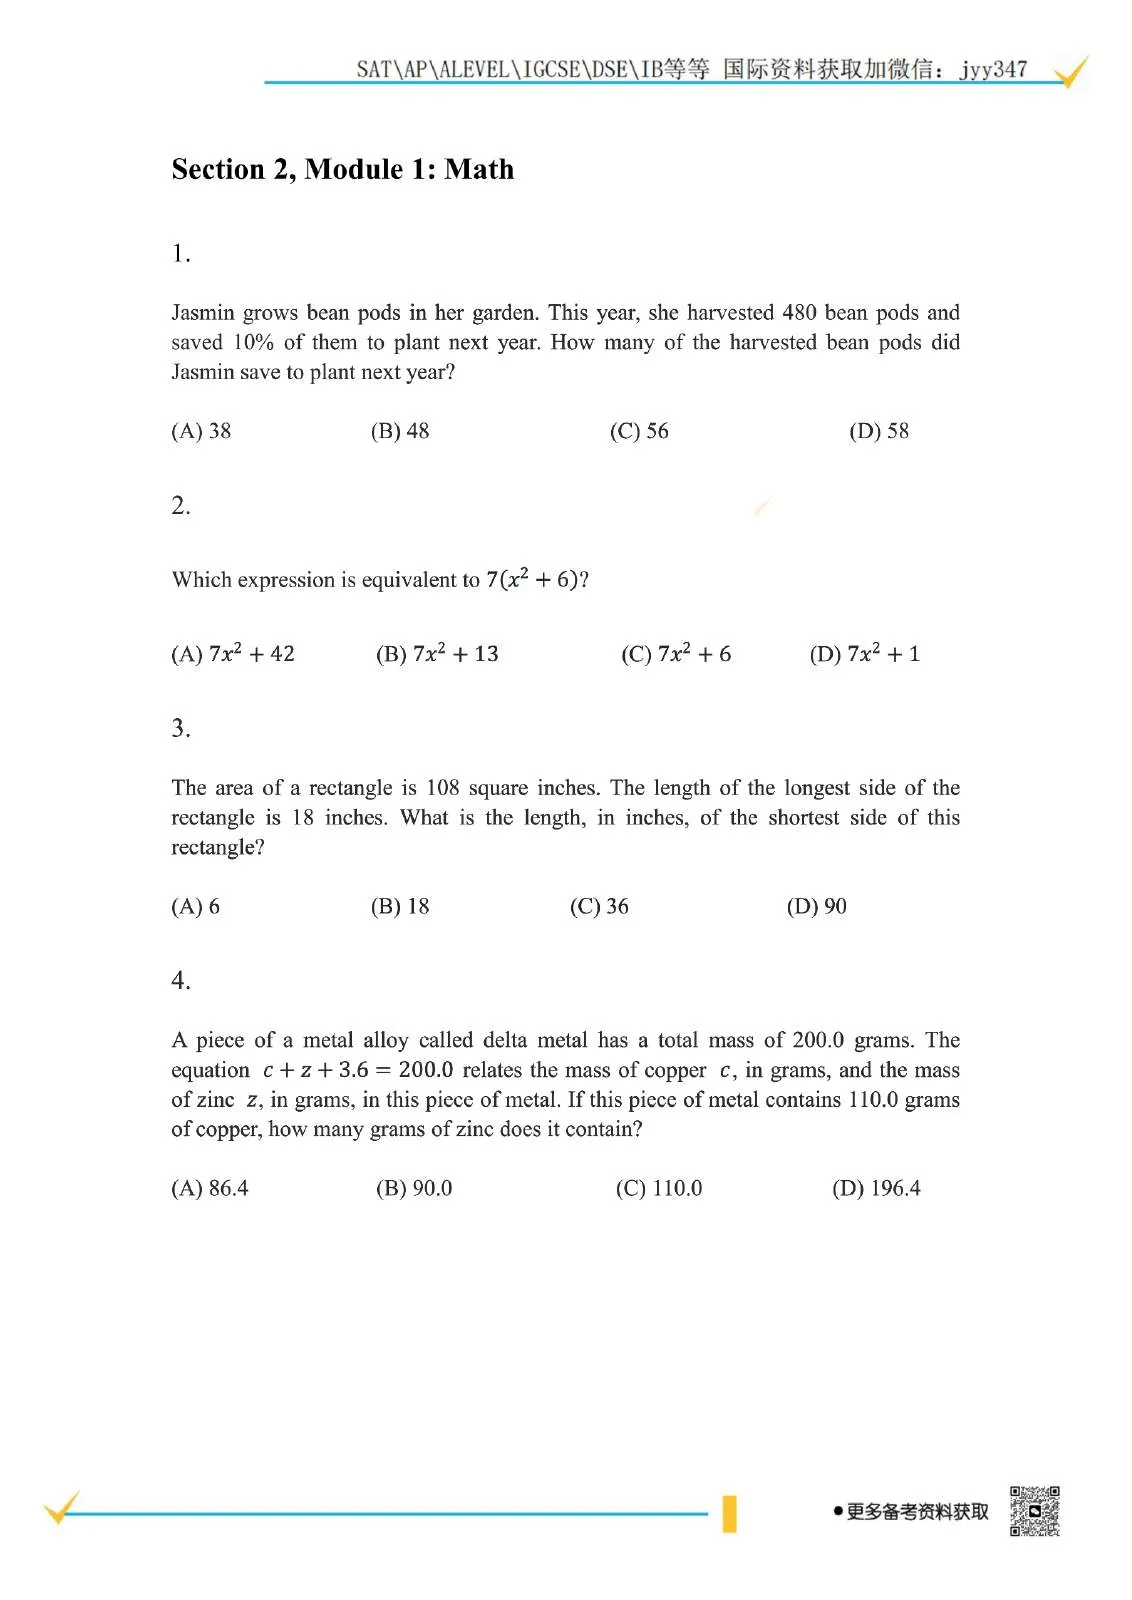 SAT\AP\ALEVEL\IGCSE\DSE\IB等等 国际资料获取加微信：jyy347
Section 2, Module 1: Math
1.
Jasmin grows bean pods in her garden. This year, she harvested 480 bean pods and
saved 10% of them to plant next year. How many of the harvested bean pods did
Jasmin save to plant next year?
(A) 38 (B) 48 (C) 56 (D) 58
2.
Which expression is equivalent to 7(x² + 6)?
(A) 7x² + 42 (B) 7x² + 13 (C) 7x² + 6 (D) 7x² + 1
3.
The area of a rectangle is 108 square inches. The length of the longest side of the
rectangle is 18 inches. What is the length, in inches, of the shortest side of this
rectangle?
(A) 6 (B) 18 (C) 36 (D) 90
4.
A piece of a metal alloy called delta metal has a total mass of 200.0 grams. The
equation c + z + 3.6 = 200.0 relates the mass of copper c, in grams, and the mass
of zinc z, in grams, in this piece of metal. If this piece of metal contains 110.0 grams
of copper, how many grams of zinc does it contain?
(A) 86.4 (B) 90.0 (C) 110.0 (D) 196.4
●更多备考资料获取